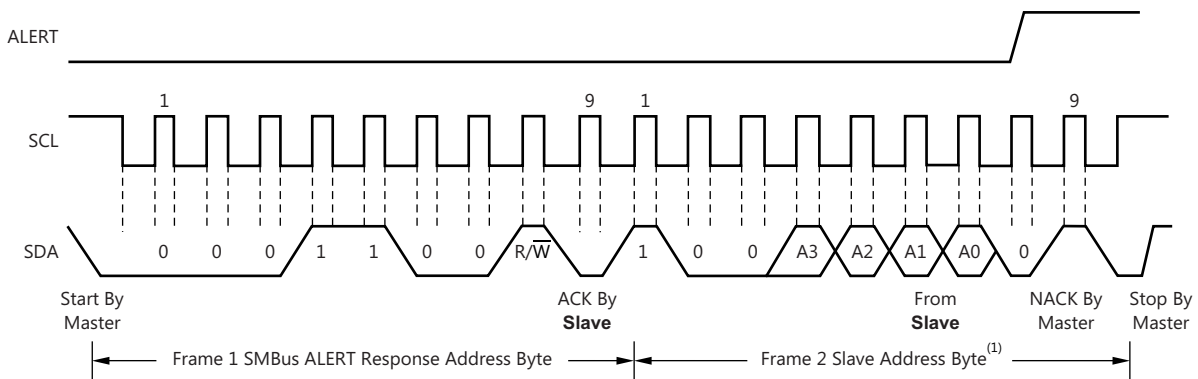 ALERT
1 9 1 9
SCL
SDA 0 0 0 1 1 0 0 R/W̅ 1 0 0 A3 A2 A1 A0 0
Start By Master
ACK By Slave
From Slave
NACK By Master
Stop By Master
Frame 1 SMBus ALERT Response Address Byte
Frame 2 Slave Address Byte(1)